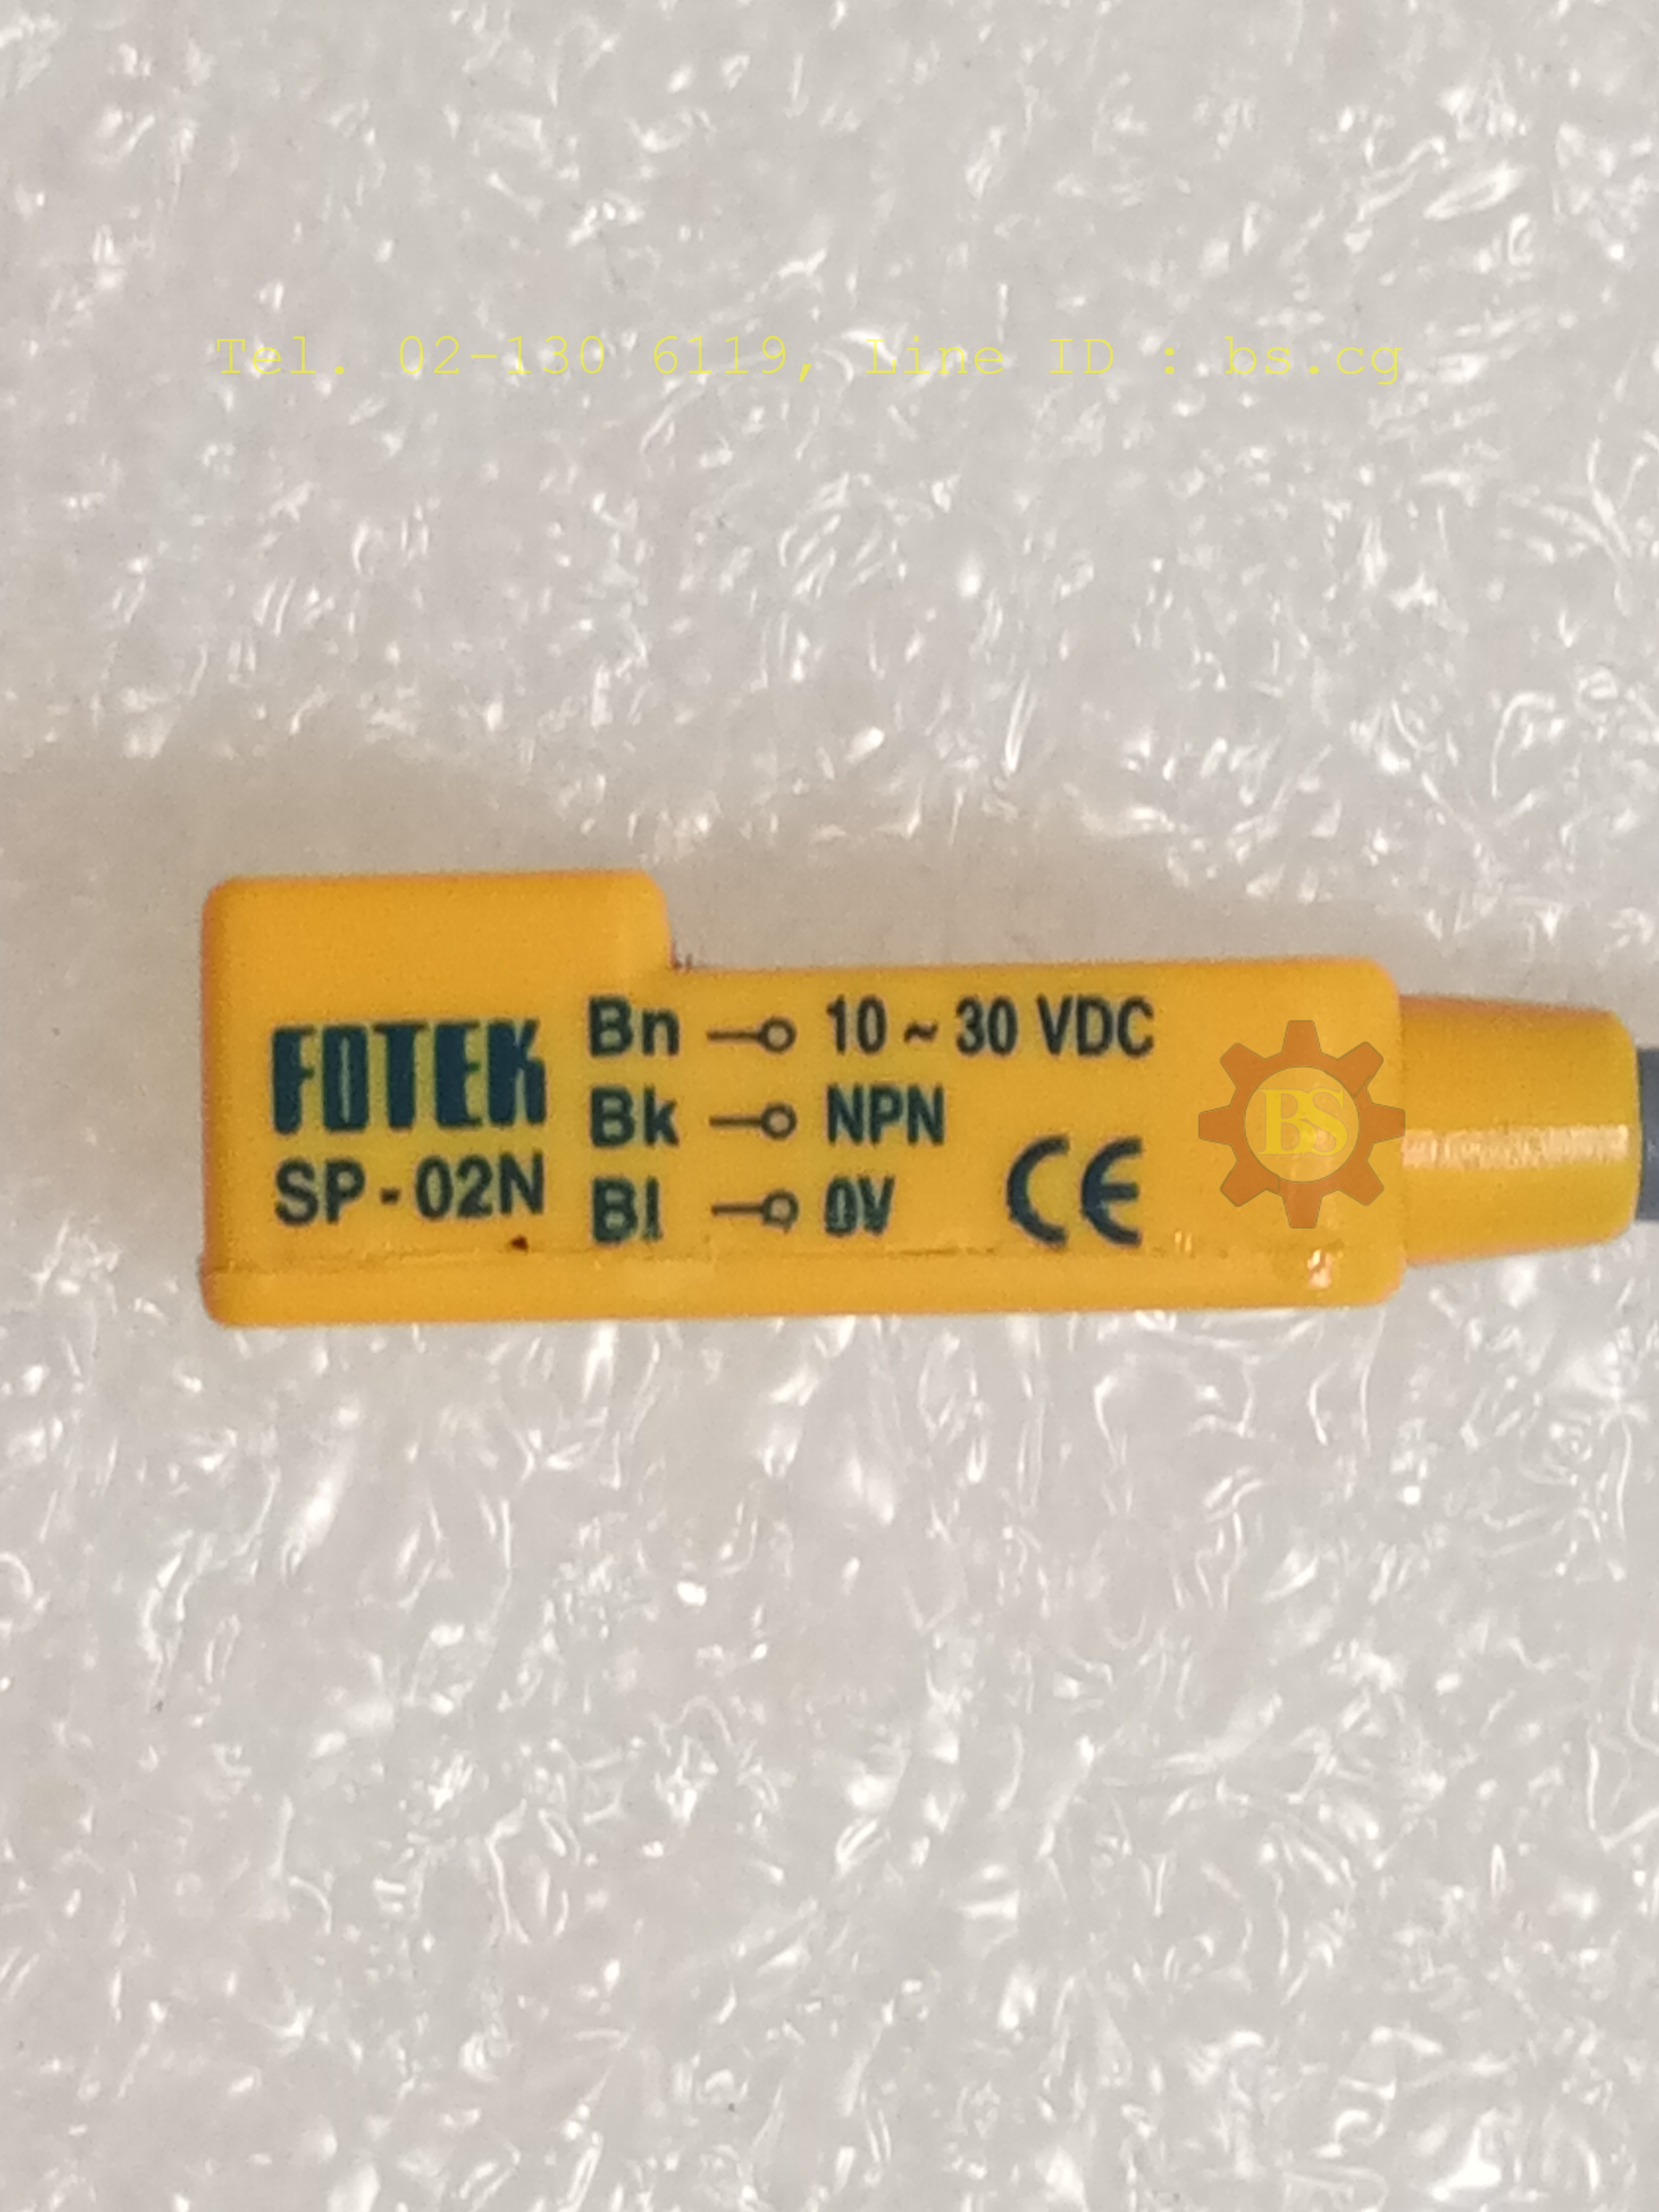 Tel. 02-130 6119, Line ID : bs.cg
FOTEK
SP-02N
Bn 10 ~ 30 VDC
Bk NPN
Bl 0V
CE
BS